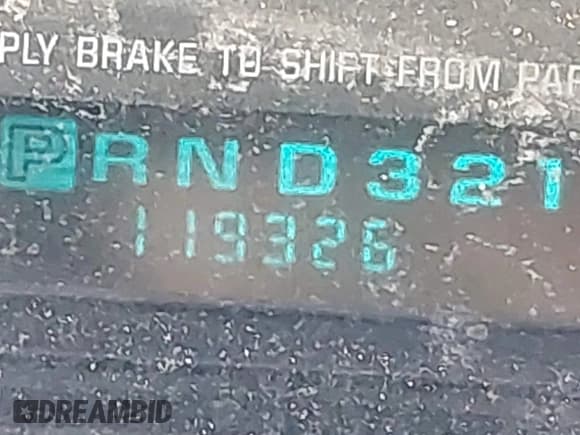 PLY BRAKE TO SHIFT FROM PAR
PRND321
119326
DREAMBID